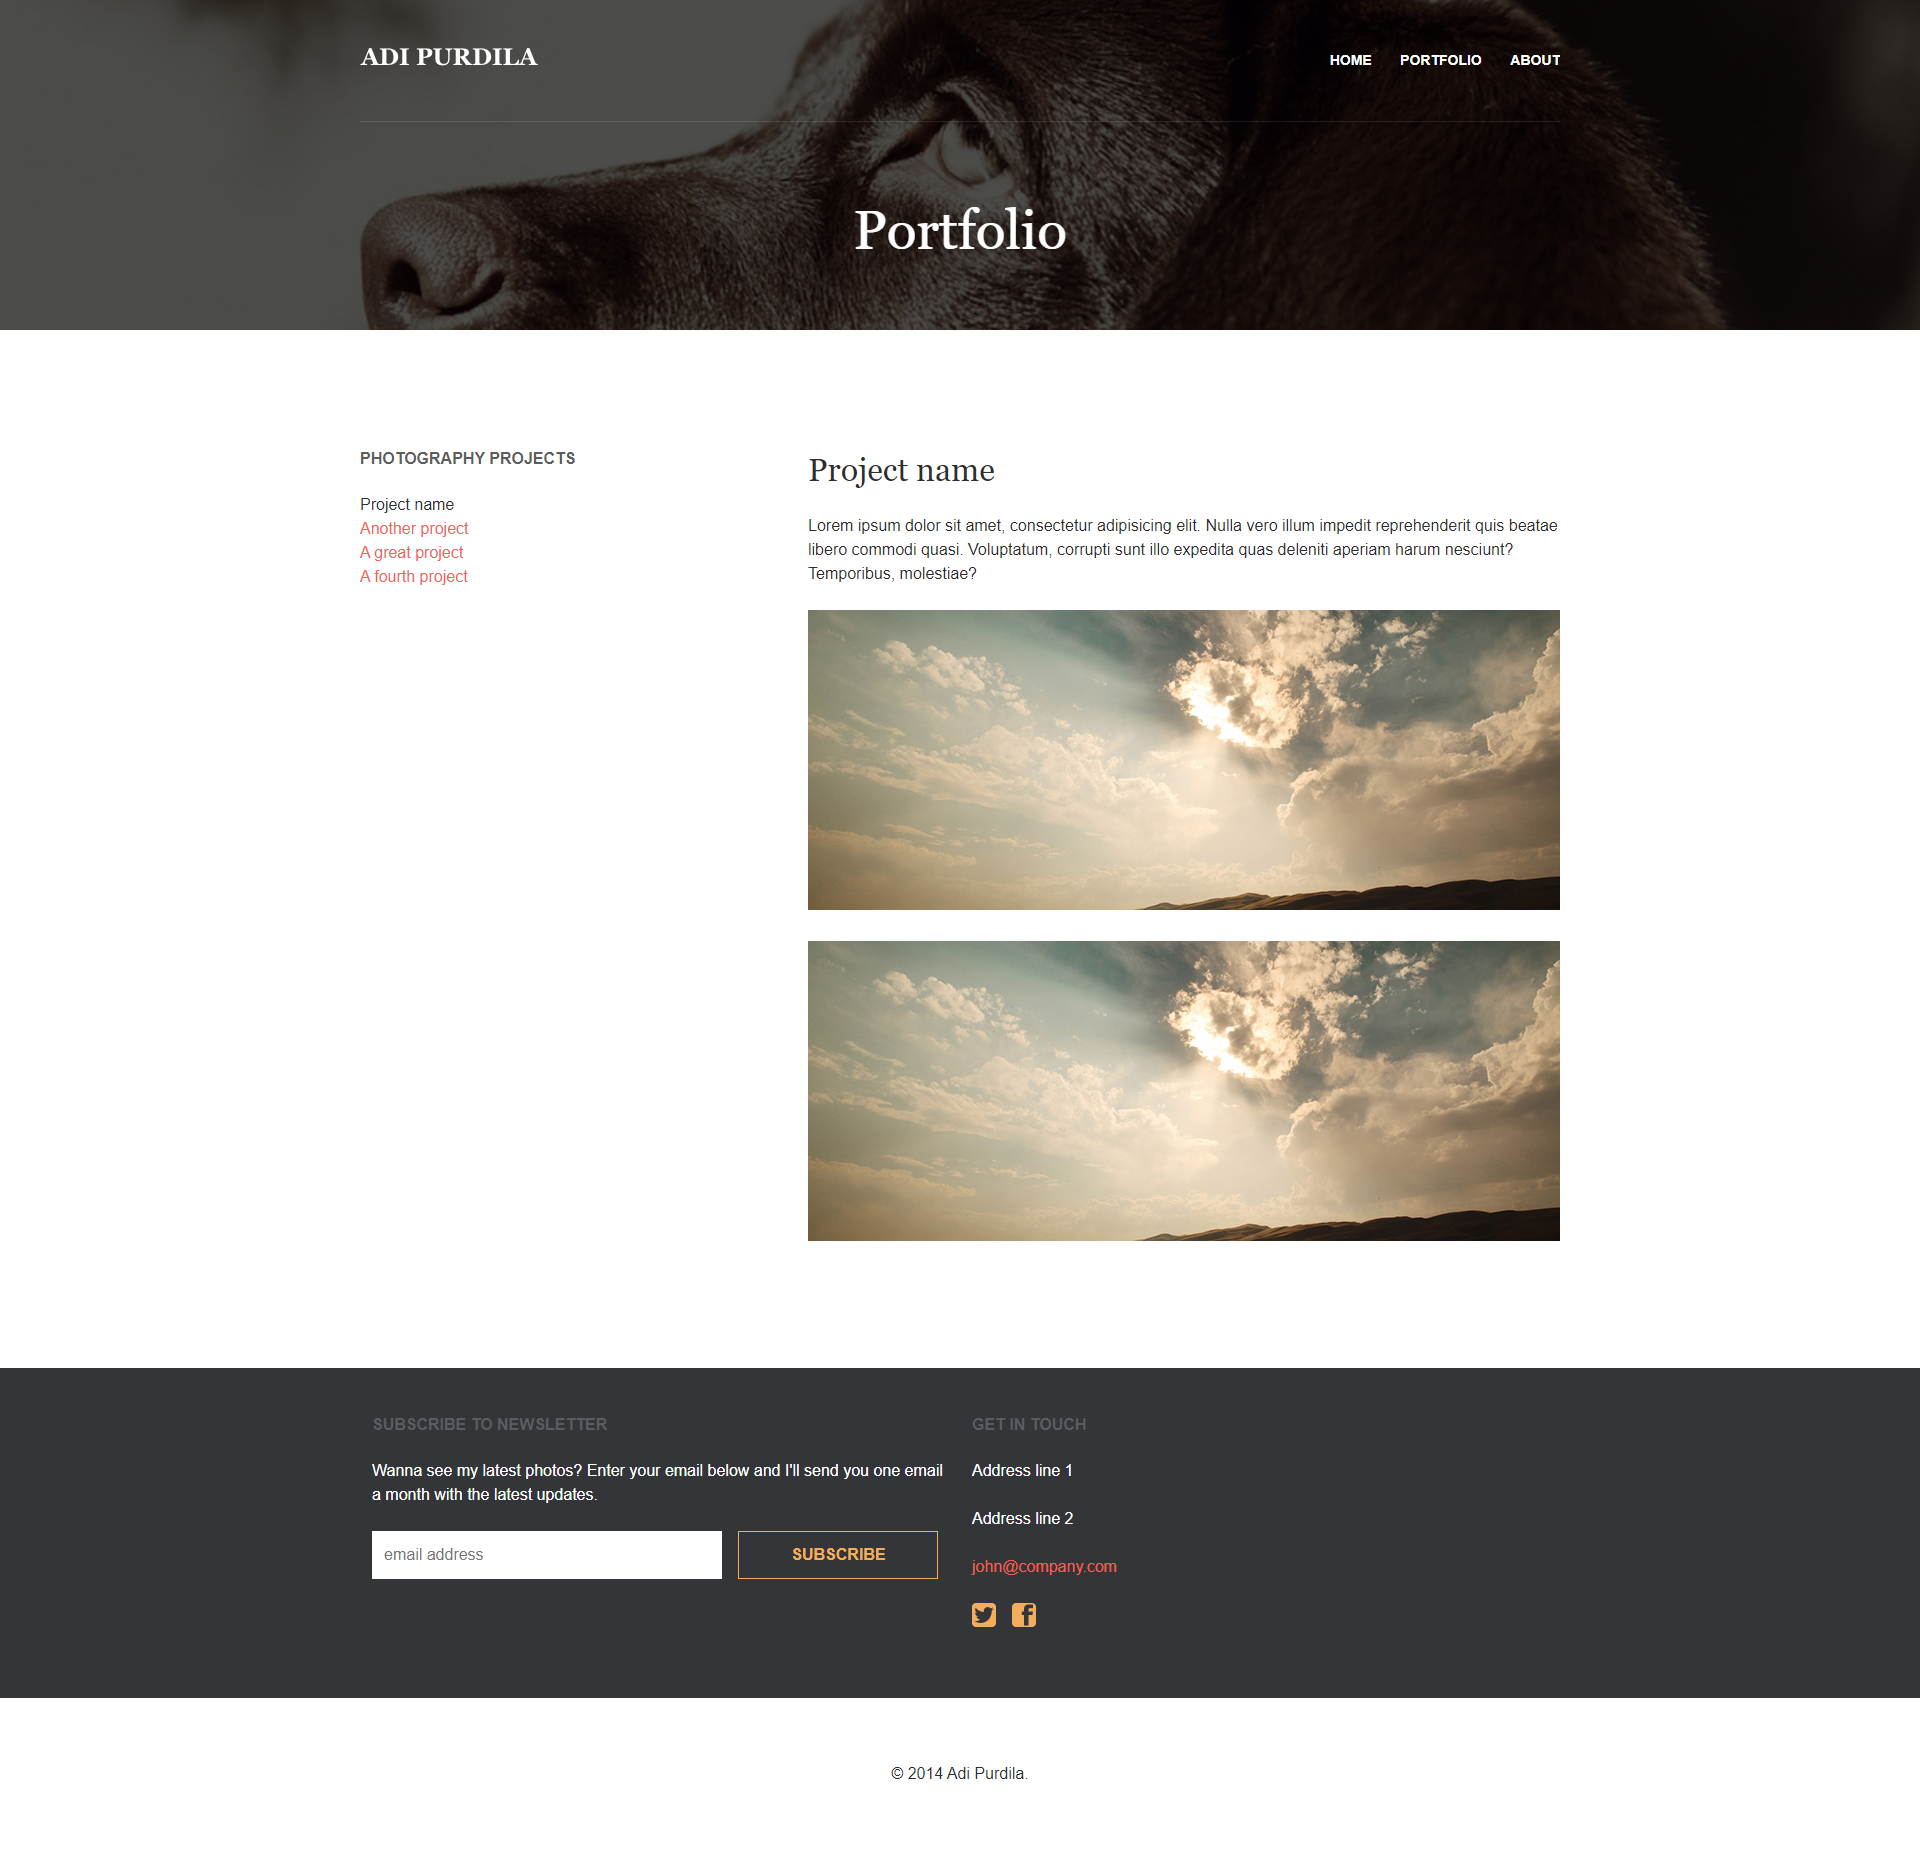 ADI PURDILA
HOME PORTFOLIO ABOUT
Portfolio
PHOTOGRAPHY PROJECTS
Project name
Another project
A great project
A fourth project
Project name
Lorem ipsum dolor sit amet, consectetur adipisicing elit. Nulla vero illum impedit reprehenderit quis beatae
libero commodi quasi. Voluptatum, corrupti sunt illo expedita quas deleniti aperiam harum nesciunt?
Temporibus, molestiae?
SUBSCRIBE TO NEWSLETTER
Wanna see my latest photos? Enter your email below and I'll send you one email
a month with the latest updates.
email address
SUBSCRIBE
GET IN TOUCH
Address line 1
Address line 2
john@company.com
© 2014 Adi Purdila.